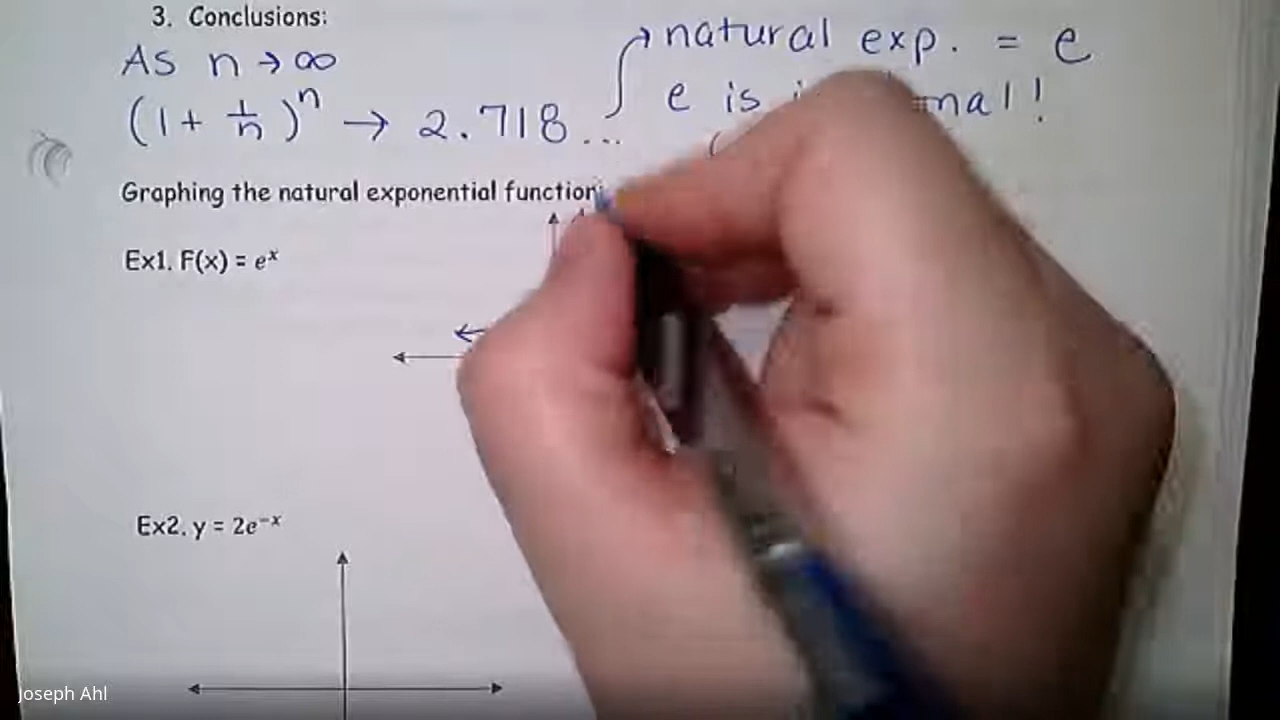 3. Conclusions:
As n → ∞
(1 + 1/n)^n → 2.718...
natural exp. = e
e is
Graphing the natural exponential function
Ex1. F(x) = eˣ
Ex2. y = 2e⁻ˣ
Joseph Ahl